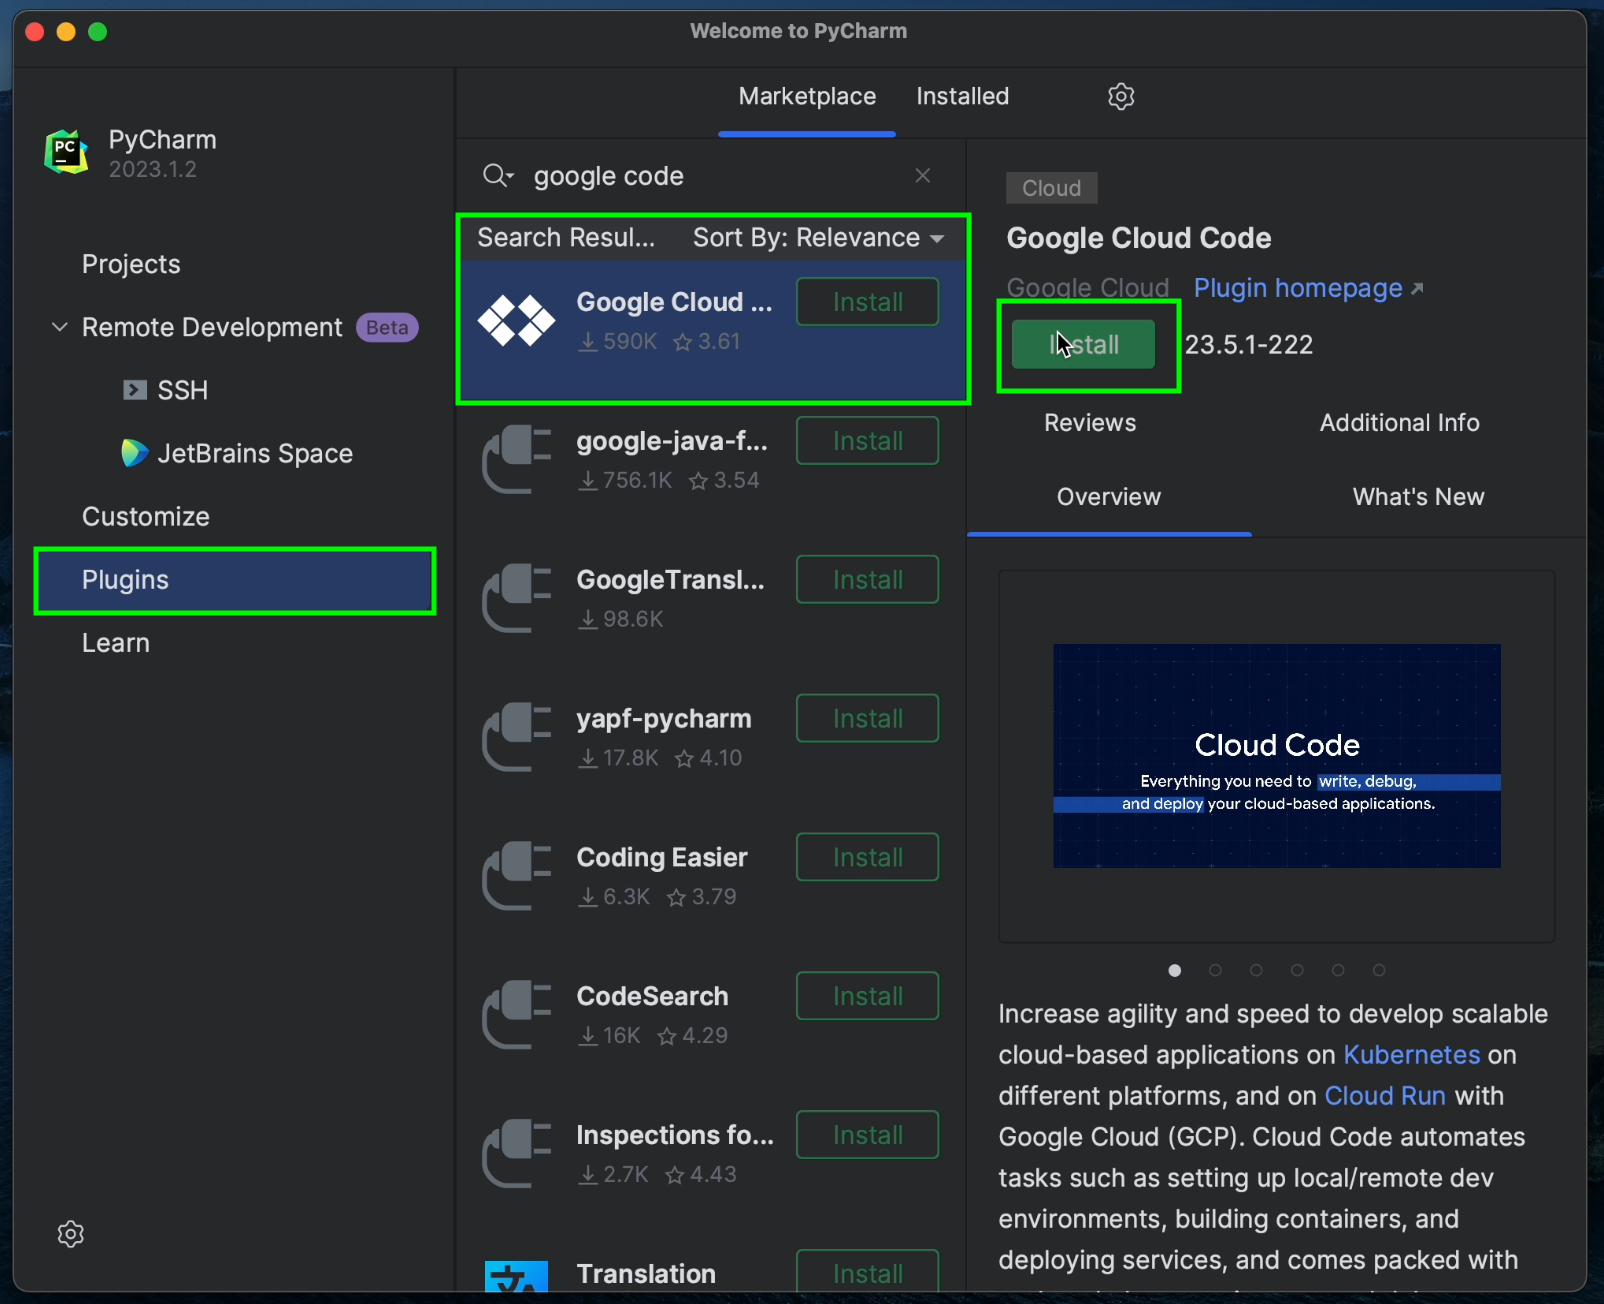 Welcome to PyCharm
PC
PyCharm
2023.1.2
Projects
Remote Development Beta
SSH
JetBrains Space
Customize
Plugins
Learn
Marketplace Installed
google code
Search Resul... Sort By: Relevance
Google Cloud ... Install
590K 3.61
google-java-f... Install
756.1K 3.54
GoogleTransl... Install
98.6K
yapf-pycharm Install
17.8K 4.10
Coding Easier Install
6.3K 3.79
CodeSearch Install
16K 4.29
Inspections fo... Install
2.7K 4.43
Translation Install
Cloud
Google Cloud Code
Google Cloud Plugin homepage
Install 23.5.1-222
Reviews Additional Info
Overview What's New
Cloud Code
Everything you need to write, debug,
and deploy your cloud-based applications.
Increase agility and speed to develop scalable
cloud-based applications on Kubernetes on
different platforms, and on Cloud Run with
Google Cloud (GCP). Cloud Code automates
tasks such as setting up local/remote dev
environments, building containers, and
deploying services, and comes packed with